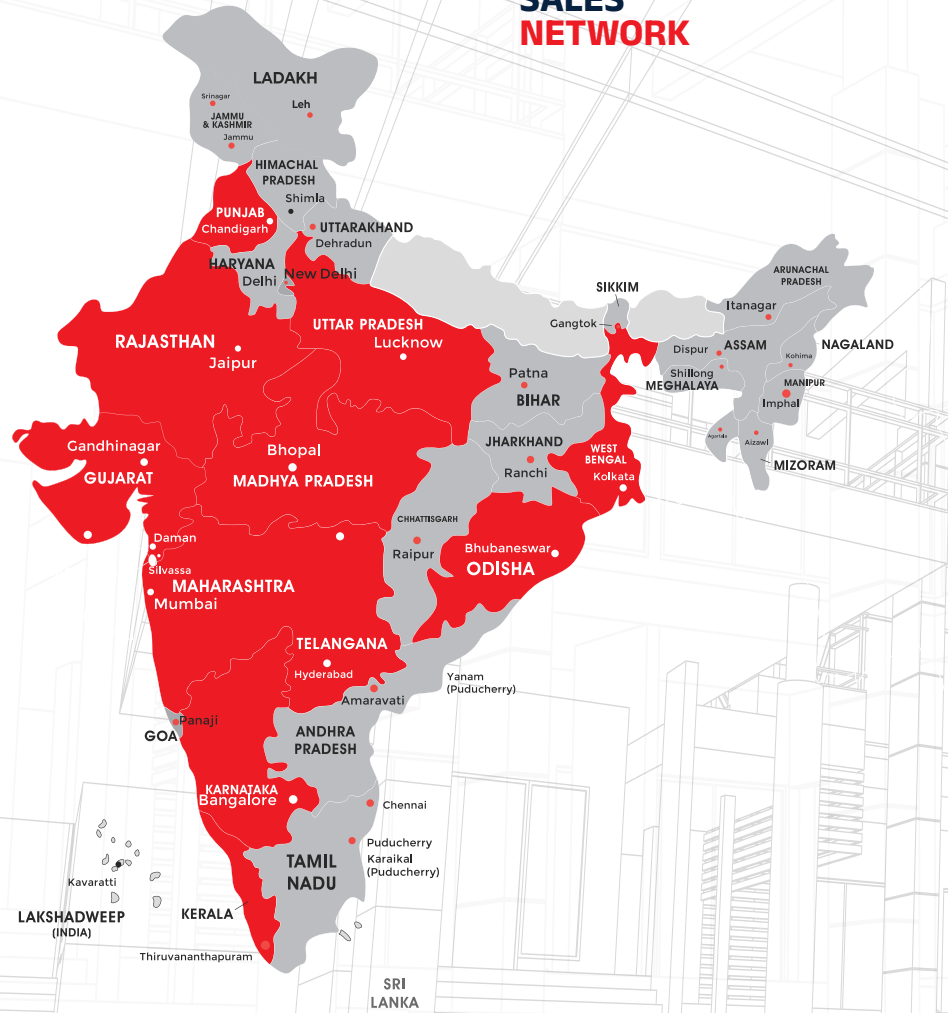 SALES
NETWORK
LADAKH
Srinagar
Leh
JAMMU
& KASHMIR
Jammu
HIMACHAL
PRADESH
Shimla
PUNJAB
Chandigarh
UTTARAKHAND
Dehradun
HARYANA
Delhi
New Delhi
ARUNACHAL
PRADESH
SIKKIM
Itanagar
Gangtok
UTTAR PRADESH
Lucknow
RAJASTHAN
Jaipur
Dispur
ASSAM
NAGALAND
Kohima
Shillong
MEGHALAYA
MANIPUR
Imphal
Patna
BIHAR
Agartala
Aizawl
MIZORAM
Gandhinagar
GUJARAT
Bhopal
MADHYA PRADESH
JHARKHAND
Ranchi
WEST
BENGAL
Kolkata
CHHATTISGARH
Raipur
Bhubaneswar
ODISHA
Daman
Silvassa
MAHARASHTRA
Mumbai
TELANGANA
Hyderabad
Yanam
(Puducherry)
Amaravati
Panaji
GOA
ANDHRA
PRADESH
KARNATAKA
Bangalore
Chennai
Puducherry
Karaikal
(Puducherry)
TAMIL
NADU
Kavaratti
LAKSHADWEEP
(INDIA)
KERALA
Thiruvananthapuram
SRI
LANKA